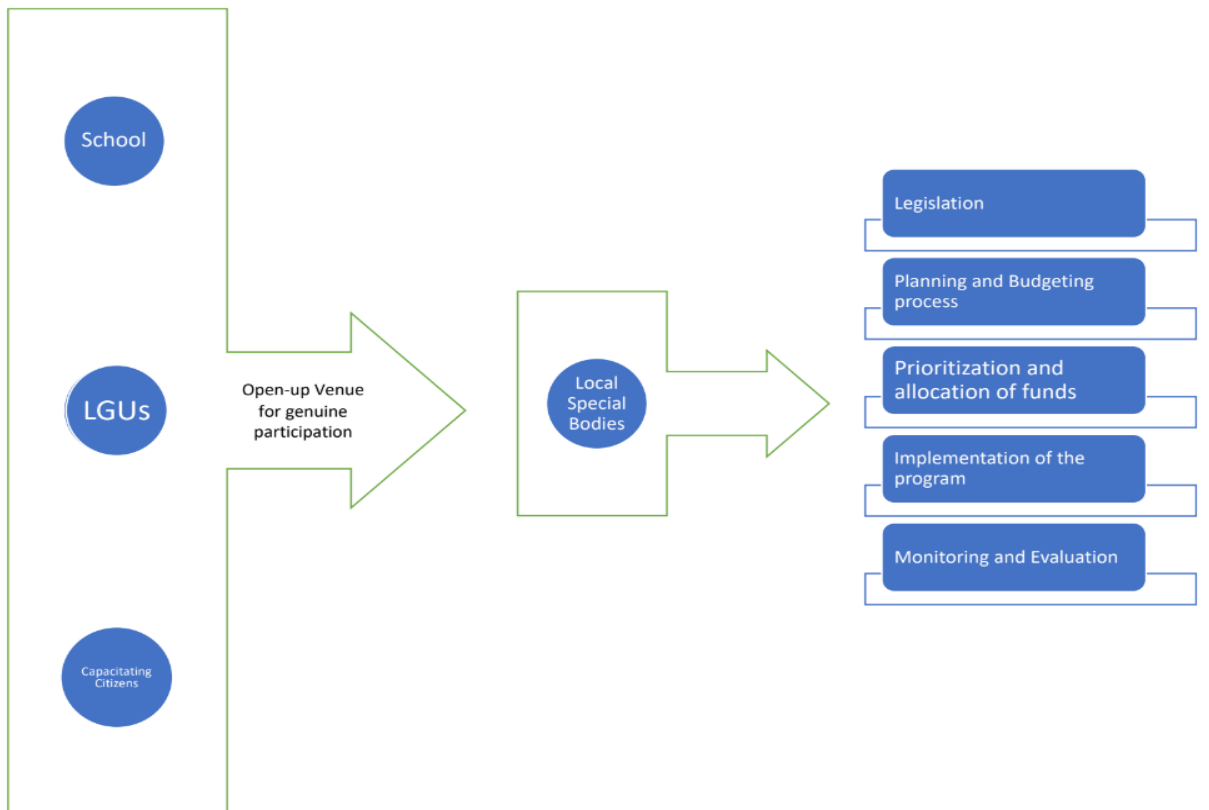 School
LGUs
Capacitating
Citizens
Open-up Venue
for genuine
participation
Local
Special
Bodies
Legislation
Planning and Budgeting
process
Prioritization and
allocation of funds
Implementation of the
program
Monitoring and Evaluation